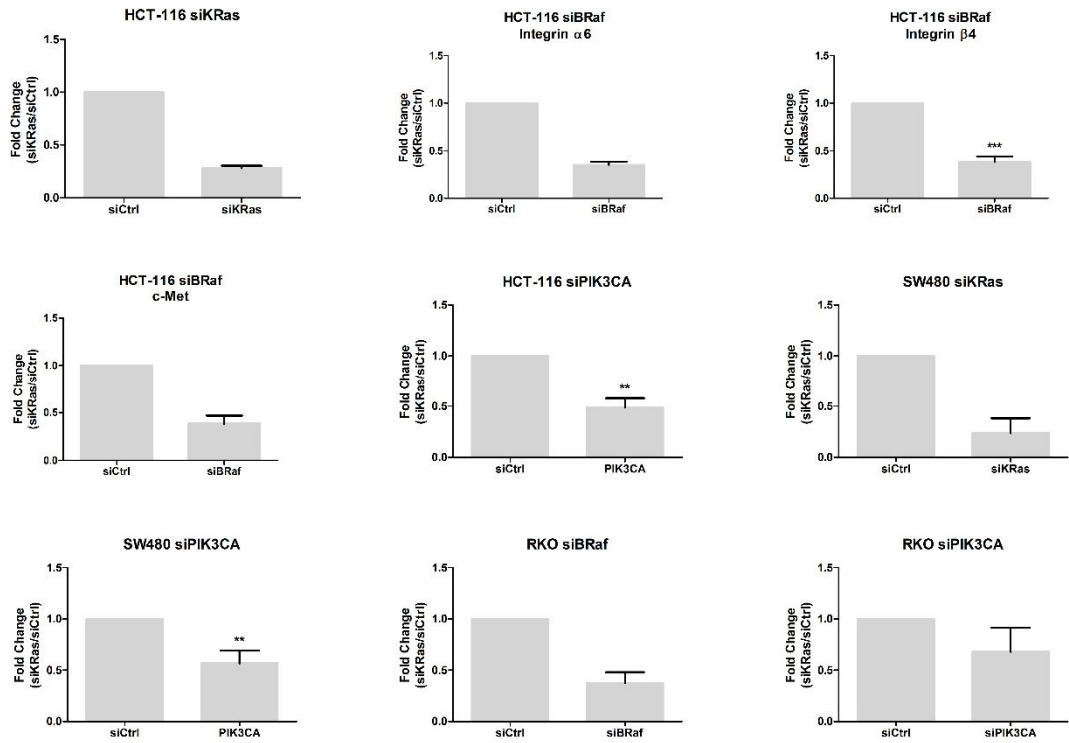 HCT-116 siKRas
Fold Change
(siKRas/siCtrl)
1.5
1.0
0.5
0.0
siCtrl
siKRas
HCT-116 siBRaf
Integrin α6
Fold Change
(siKRas/siCtrl)
1.5
1.0
0.5
0.0
siCtrl
siBRaf
HCT-116 siBRaf
Integrin β4
Fold Change
(siKRas/siCtrl)
1.5
1.0
0.5
0.0
***
siCtrl
siBRaf
HCT-116 siBRaf
c-Met
Fold Change
(siKRas/siCtrl)
1.5
1.0
0.5
0.0
siCtrl
siBRaf
HCT-116 siPIK3CA
Fold Change
(siKRas/siCtrl)
1.5
1.0
0.5
0.0
**
siCtrl
PIK3CA
SW480 siKRas
Fold Change
(siKRas/siCtrl)
1.5
1.0
0.5
0.0
siCtrl
siKRas
SW480 siPIK3CA
Fold Change
(siKRas/siCtrl)
1.5
1.0
0.5
0.0
**
siCtrl
PIK3CA
RKO siBRaf
Fold Change
(siKRas/siCtrl)
1.5
1.0
0.5
0.0
siCtrl
siBRaf
RKO siPIK3CA
Fold Change
(siKRas/siCtrl)
1.5
1.0
0.5
0.0
siCtrl
siPIK3CA